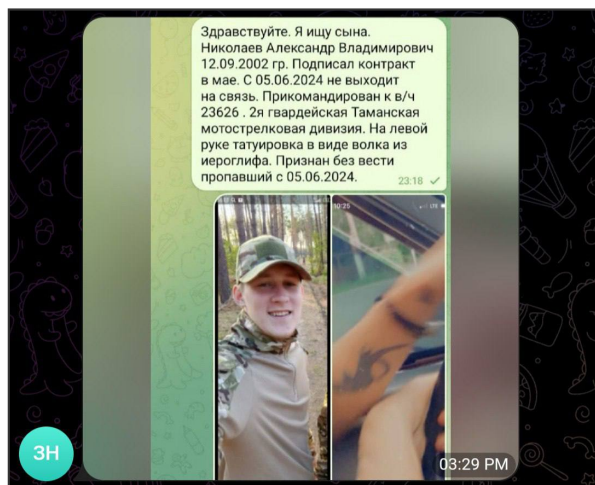 Здравствуйте. Я ищу сына.
Николаев Александр Владимирович
12.09.2002 гр. Подписал контракт
в мае. С 05.06.2024 не выходит
на связь. Прикомандирован к в/ч
23626 . 2я гвардейская Таманская
мотострелковая дивизия. На левой
руке татуировка в виде волка из
иероглифа. Признан без вести
пропавший с 05.06.2024.
23:18
10:25
ЗН
03:29 PM